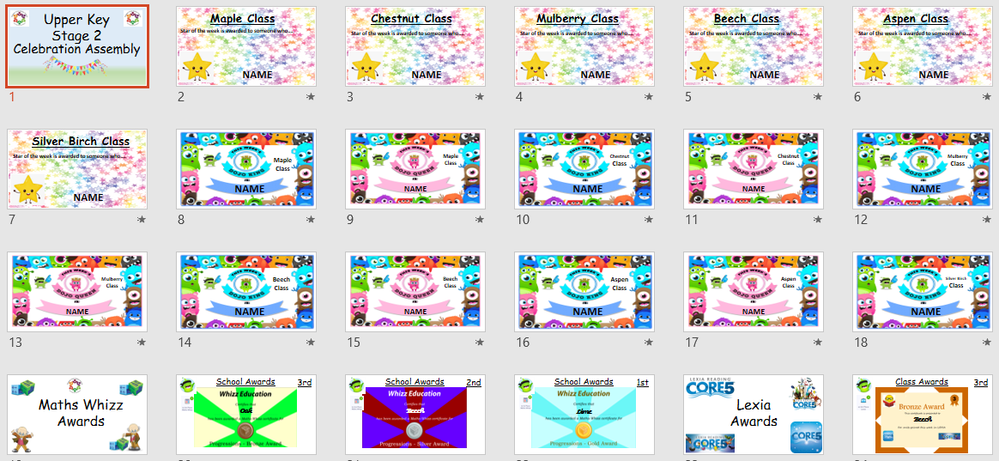 Upper Key
Stage 2
Celebration Assembly
1
Maple Class
Star of the week is awarded to someone who....
NAME
2
Chestnut Class
Star of the week is awarded to someone who....
NAME
3
Mulberry Class
Star of the week is awarded to someone who....
NAME
4
Beech Class
Star of the week is awarded to someone who....
NAME
5
Aspen Class
Star of the week is awarded to someone who....
NAME
6
Silver Birch Class
Star of the week is awarded to someone who....
NAME
7
THIS WEEK'S
DOJO KING
Maple
Class
NAME
8
THIS WEEK'S
DOJO QUEEN
Maple
Class
NAME
9
THIS WEEK'S
DOJO KING
Chestnut
Class
NAME
10
THIS WEEK'S
DOJO QUEEN
Chestnut
Class
NAME
11
THIS WEEK'S
DOJO KING
Mulberry
Class
NAME
12
THIS WEEK'S
DOJO QUEEN
Mulberry
Class
NAME
13
THIS WEEK'S
DOJO KING
Beech
Class
NAME
14
THIS WEEK'S
DOJO QUEEN
Beech
Class
NAME
15
THIS WEEK'S
DOJO KING
Aspen
Class
NAME
16
THIS WEEK'S
DOJO QUEEN
Aspen
Class
NAME
17
THIS WEEK'S
DOJO KING
Silver Birch
Class
NAME
18
Maths Whizz
Awards
School Awards 3rd
Whizz Education
Certifies that
Oak
has been awarded a Maths Whizz certificate for
Progressions - Bronze Award
School Awards 2nd
Whizz Education
Certifies that
Beech
has been awarded a Maths Whizz certificate for
Progressions - Silver Award
School Awards 1st
Whizz Education
Certifies that
Lime
has been awarded a Maths Whizz certificate for
Progressions - Gold Award
LEXIA READING
CORE5
CORE5
Lexia
Awards
CORE5
CORE5
Class Awards 3rd
Bronze Award
Beech